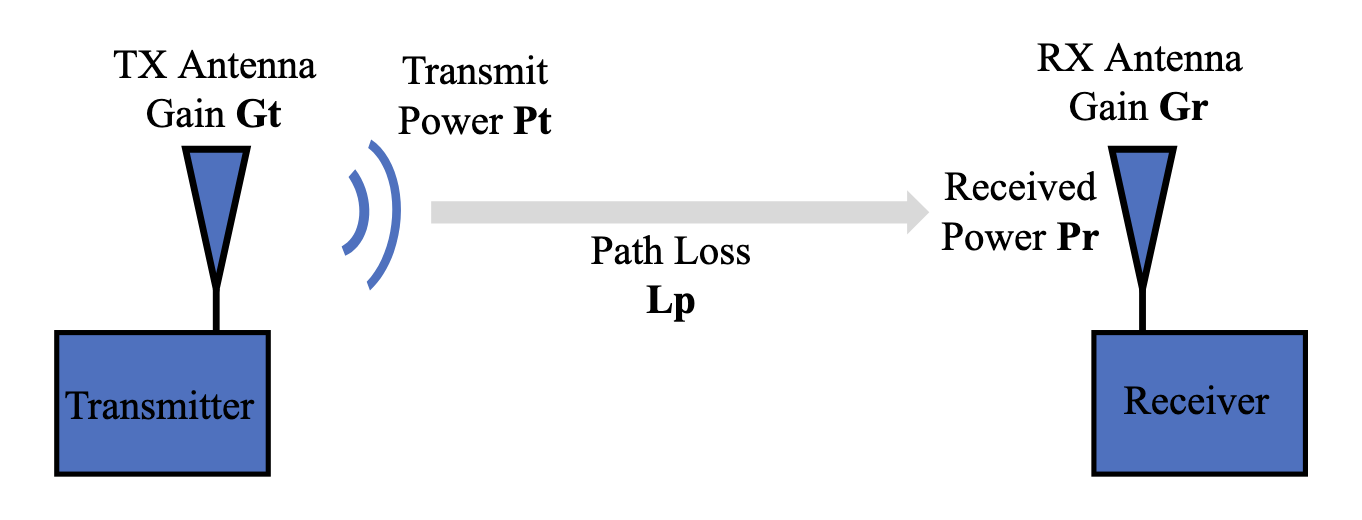 TX Antenna
Gain Gt
Transmit
Power Pt
RX Antenna
Gain Gr
Received
Power Pr
Path Loss
Lp
Transmitter
Receiver